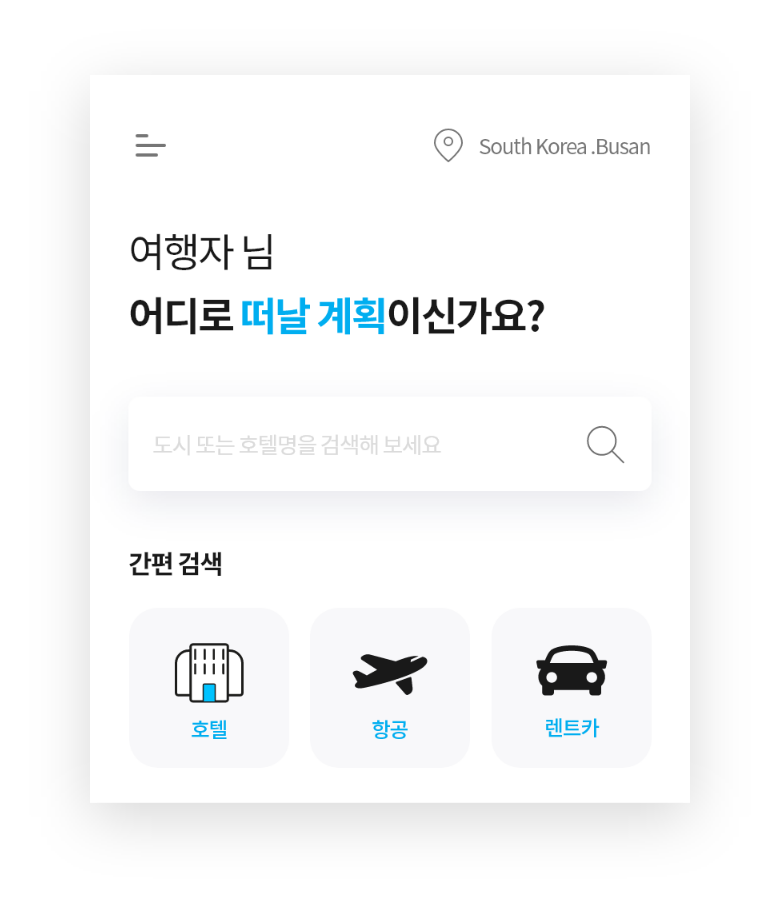 South Korea .Busan
여행자 님
어디로 떠날 계획이신가요?
도시 또는 호텔명을 검색해 보세요
간편 검색
호텔
항공
렌트카